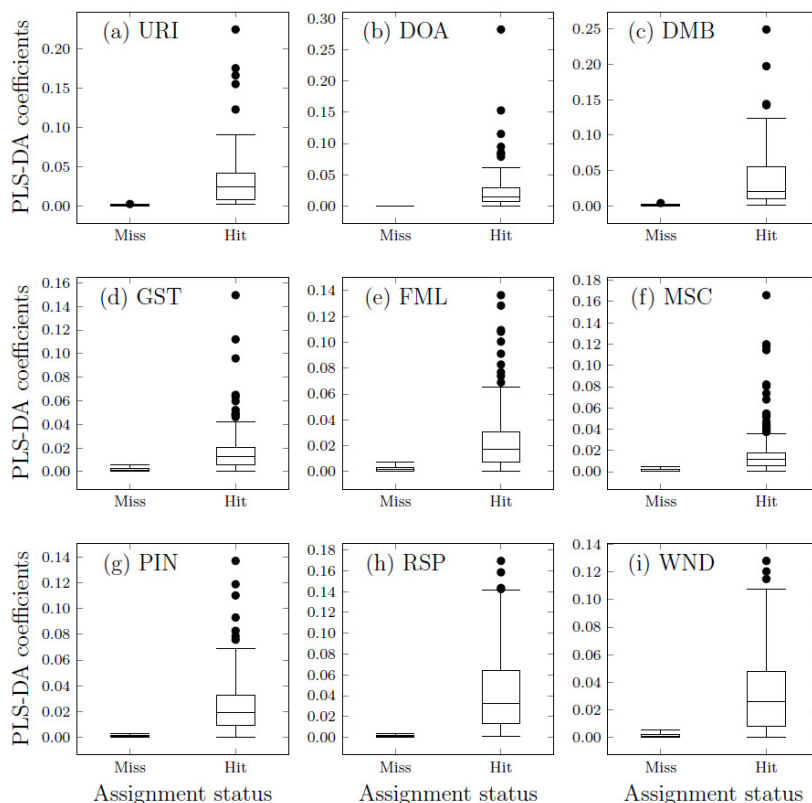 PLS-DA coefficients
(a) URI
0.20
0.15
0.10
0.05
0.00
Miss
Hit
(b) DOA
0.30
0.25
0.20
0.15
0.10
0.05
0.00
Miss
Hit
(c) DMB
0.25
0.20
0.15
0.10
0.05
0.00
Miss
Hit
PLS-DA coefficients
(d) GST
0.16
0.14
0.12
0.10
0.08
0.06
0.04
0.02
0.00
Miss
Hit
(e) FML
0.14
0.12
0.10
0.08
0.06
0.04
0.02
0.00
Miss
Hit
(f) MSC
0.18
0.16
0.14
0.12
0.10
0.08
0.06
0.04
0.02
0.00
Miss
Hit
PLS-DA coefficients
(g) PIN
0.14
0.12
0.10
0.08
0.06
0.04
0.02
0.00
Miss
Hit
Assignment status
(h) RSP
0.18
0.16
0.14
0.12
0.10
0.08
0.06
0.04
0.02
0.00
Miss
Hit
Assignment status
(i) WND
0.14
0.12
0.10
0.08
0.06
0.04
0.02
0.00
Miss
Hit
Assignment status